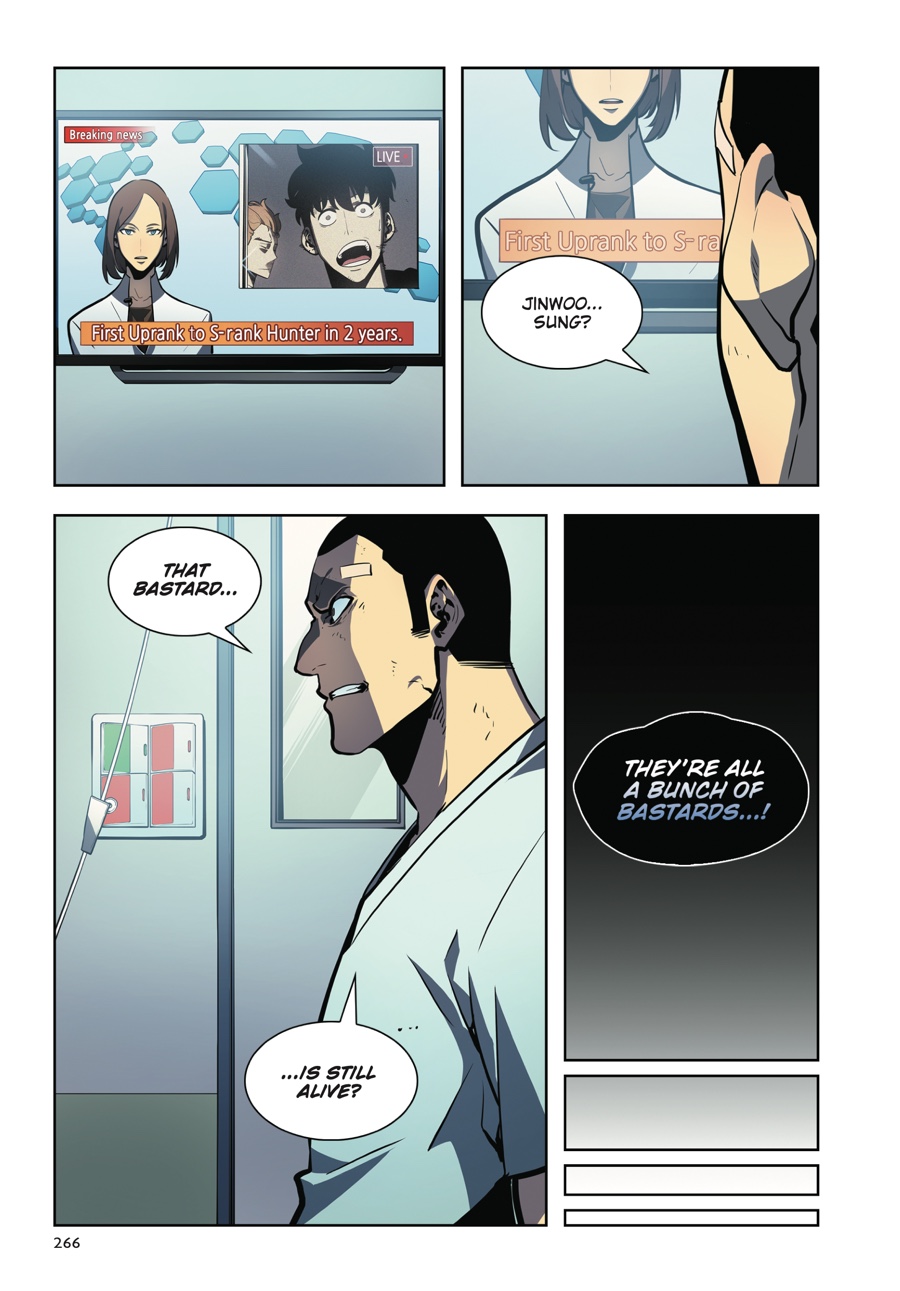 Breaking news
LIVE
First Uprank to S-rank Hunter in 2 years.
First Uprank to S-ra
JINWOO...
SUNG?
THAT
BASTARD...
...IS STILL
ALIVE?
THEY'RE ALL
A BUNCH OF
BASTARDS...!
266